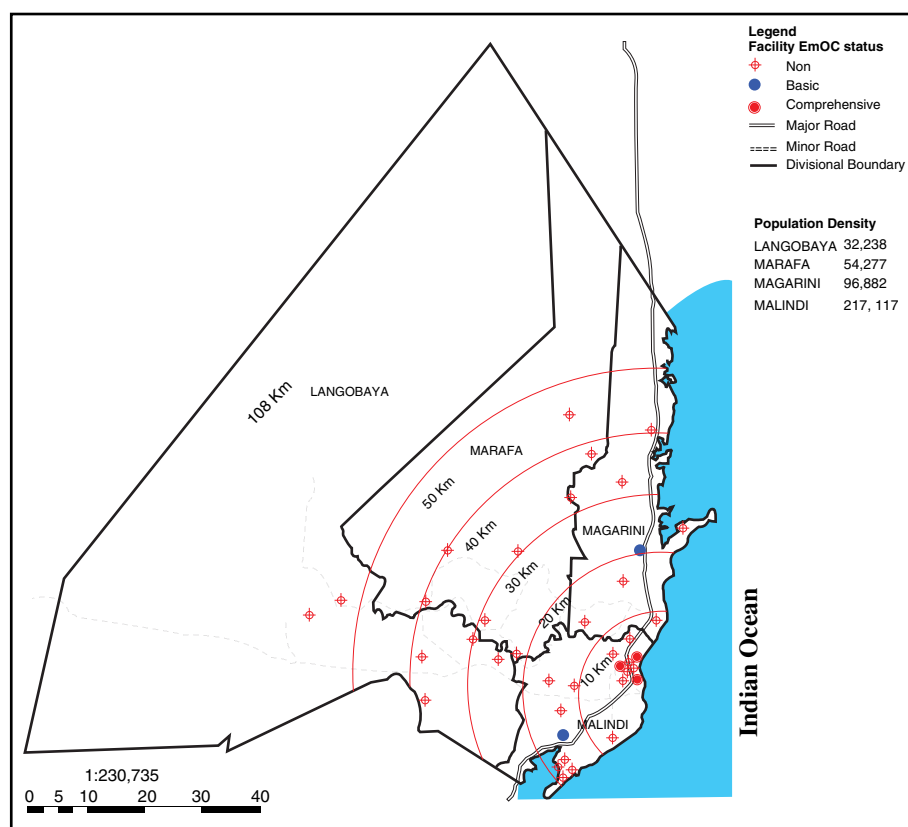 Legend
Facility EmOC status
Non
Basic
Comprehensive
Major Road
Minor Road
Divisional Boundary
Population Density
LANGOBAYA 32,238
MARAFA 54,277
MAGARINI 96,882
MALINDI 217, 117
108 Km
LANGOBAYA
MARAFA
50 Km
40 Km
MAGARINI
30 Km
20 Km
10 Km
MALINDI
Indian Ocean
1:230,735
0 5 10 20 30 40